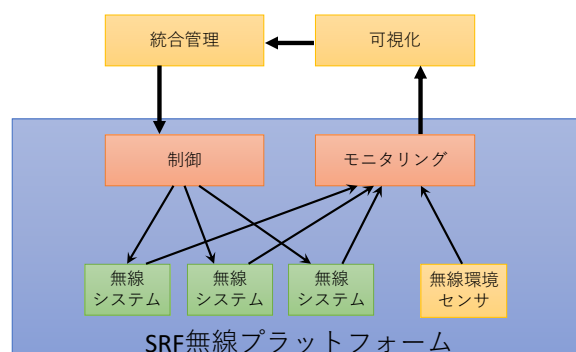 統合管理
可視化
制御
モニタリング
無線
システム
無線
システム
無線
システム
無線環境
センサ
SRF無線プラットフォーム